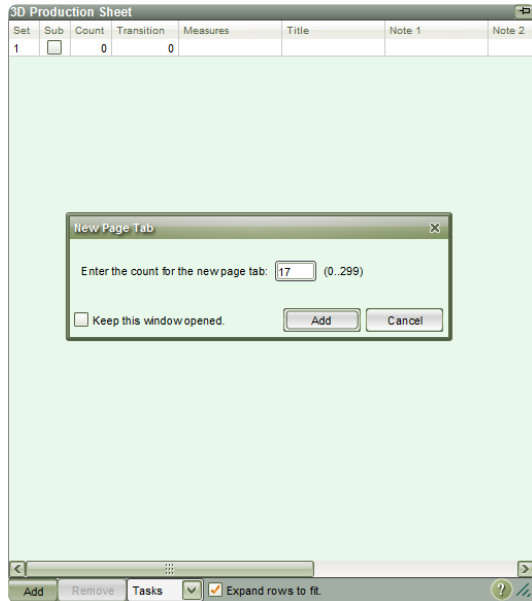 3D Production Sheet
Set Sub Count Transition Measures Title Note 1 Note 2
1 0 0
New Page Tab
Enter the count for the new page tab: 17 (0..299)
Keep this window opened. Add Cancel
Add Remove Tasks Expand rows to fit. ?